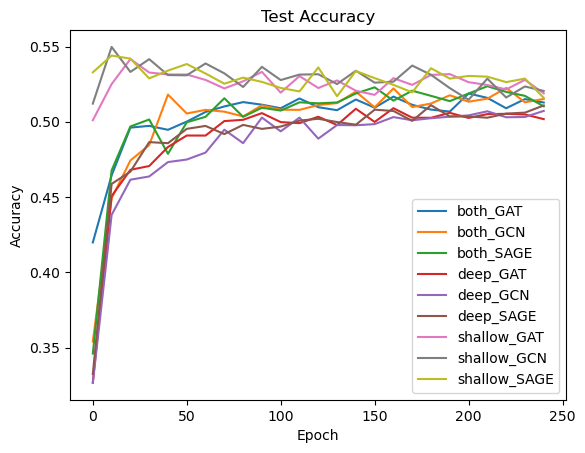 Test Accuracy
Accuracy
0.55
0.50
0.45
0.40
0.35
both_GAT
both_GCN
both_SAGE
deep_GAT
deep_GCN
deep_SAGE
shallow_GAT
shallow_GCN
shallow_SAGE
0 50 100 150 200 250
Epoch